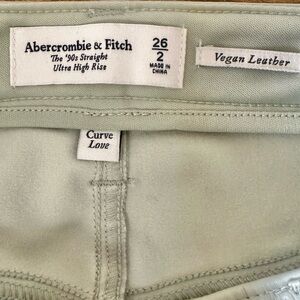 Abercrombie & Fitch
The '90s Straight
Ultra High Rise
26
2
MADE IN
CHINA
Vegan Leather
Curve
Love